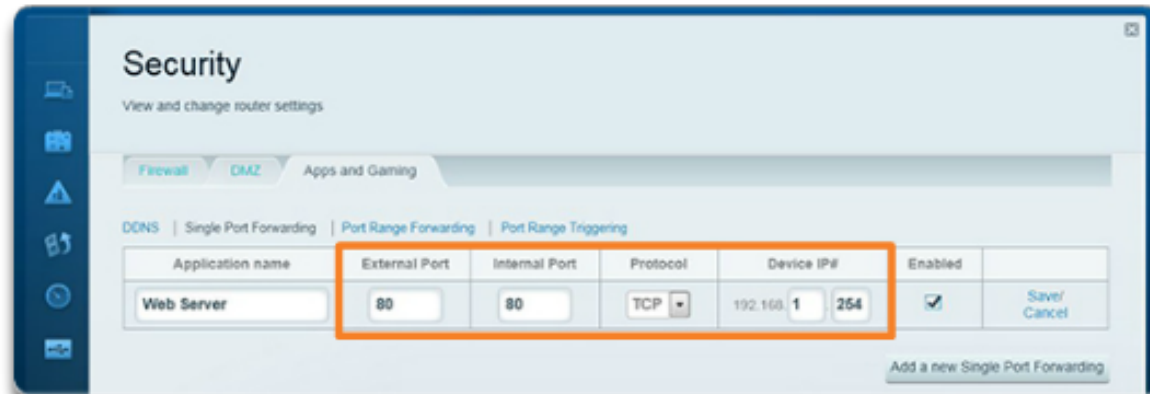 Security
View and change router settings
Firewall DMZ Apps and Gaming
DDNS | Single Port Forwarding | Port Range Forwarding | Port Range Triggering
Application name External Port Internal Port Protocol Device IP# Enabled
Web Server 80 80 TCP 192.168. 1 . 254 Save/
Cancel
Add a new Single Port Forwarding